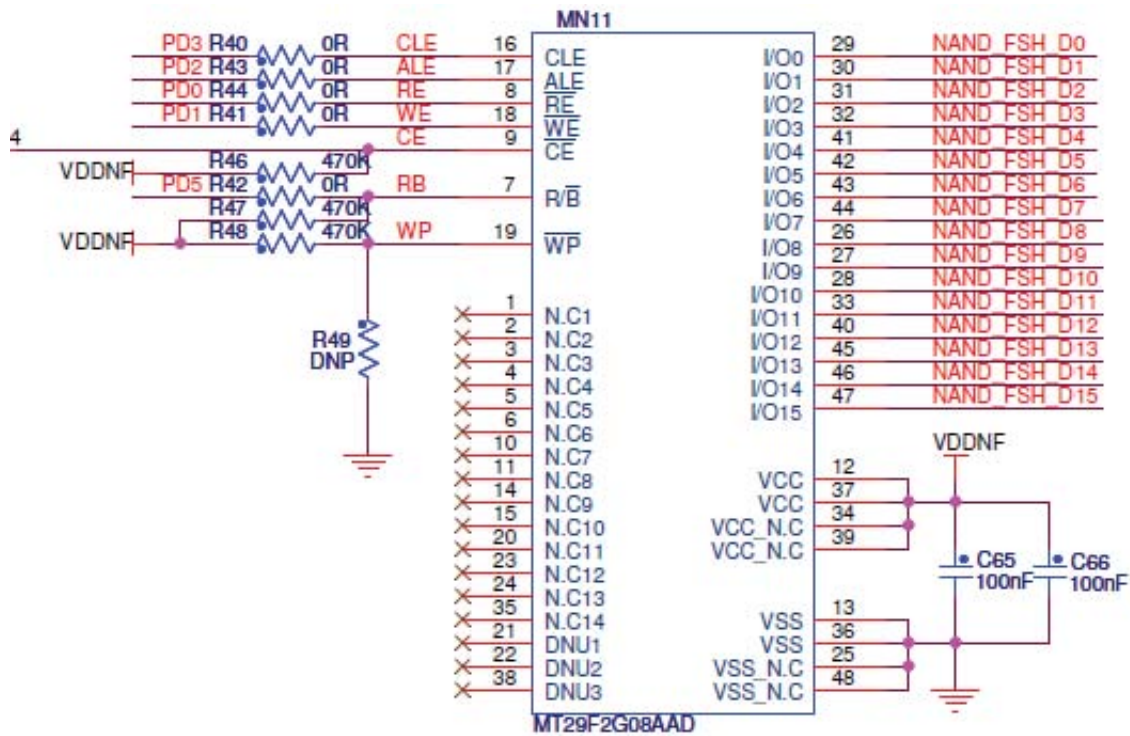 MN11
PD3 R40 0R CLE 16 CLE I/O0 29 NAND_FSH_D0
PD2 R43 0R ALE 17 ALE I/O1 30 NAND_FSH_D1
PD0 R44 0R RE 8 RE I/O2 31 NAND_FSH_D2
PD1 R41 0R WE 18 WE I/O3 32 NAND_FSH_D3
4 CE 9 CE I/O4 41 NAND_FSH_D4
VDDNF R46 470K I/O5 42 NAND_FSH_D5
PD5 R42 0R RB 7 R/B I/O6 43 NAND_FSH_D6
R47 470K I/O7 44 NAND_FSH_D7
VDDNF R48 470K WP 19 WP I/O8 26 NAND_FSH_D8
I/O9 27 NAND_FSH_D9
I/O10 28 NAND_FSH_D10
1 N.C1 I/O11 33 NAND_FSH_D11
2 N.C2 I/O12 40 NAND_FSH_D12
3 N.C3 I/O13 45 NAND_FSH_D13
4 N.C4 I/O14 46 NAND_FSH_D14
5 N.C5 I/O15 47 NAND_FSH_D15
R49
DNP
6 N.C6
10 N.C7 VDDNF
11 N.C8 VCC 12
14 N.C9 VCC 37
15 N.C10 VCC_N.C 34
20 N.C11 VCC_N.C 39
23 N.C12 C65 C66
24 N.C13 100nF 100nF
35 N.C14 VSS 13
21 DNU1 VSS 36
22 DNU2 VSS_N.C 25
38 DNU3 VSS_N.C 48
MT29F2G08AAD